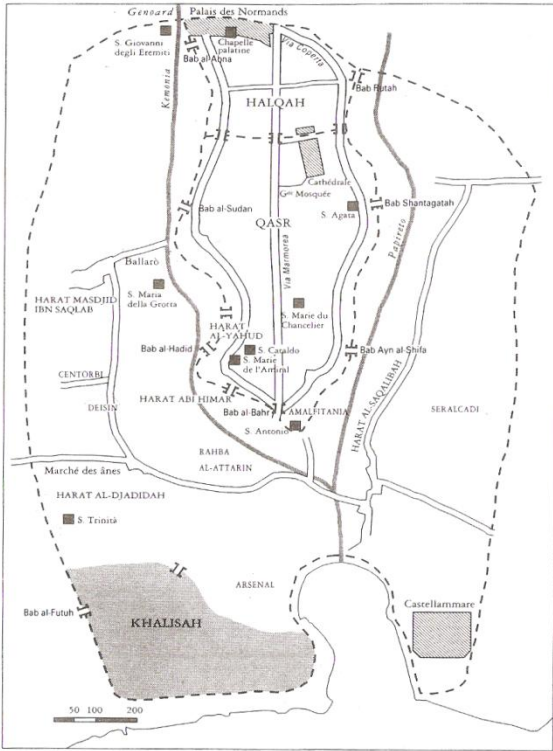 Genoard
Palais des Normands
S. Giovanni
degli Eremiti
Chapelle
palatine
Bab al-Abna
Via Coperta
Kemonia
HALQAH
Bab Rutah
Cathédrale
Gde Mosquée
Bab al-Sudan
S. Agata
Bab Shantagatah
QASR
Via Marmorea
Papireto
Ballarò
HARAT MASDJID
IBN SAQLAB
S. Maria
della Grotta
S. Marie du
Chancelier
HARAT
AL-YAHUD
Bab al-Hadid
S. Cataldo
S. Marie
de l'Amiral
Bab Ayn al-Shifa
CENTORBI
DEISIN
HARAT ABI HIMAR
Bab al-Bahr
AMALFITANIA
HARAT AL-SAQALIBAH
SERALCADI
S. Antonio
RAHBA
AL-ATTARIN
Marché des ânes
HARAT AL-DJADIDAH
S. Trinità
ARSENAL
Bab al-Futuh
KHALISAH
Castellammare
50 100 200